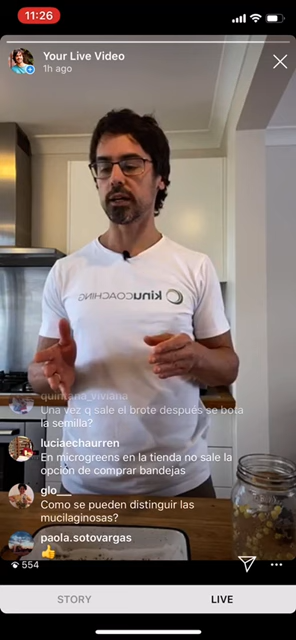 11:26
Your Live Video
1h ago
kinuCOACHING
quintana_viviana
Una vez q sale el brote después se bota
la semilla?
luciaechaurren
En microgreens en la tienda no sale la
opción de comprar bandejas
glo___
Como se pueden distinguir las
mucilaginosas?
paola.sotovargas
👍
554
STORY
LIVE